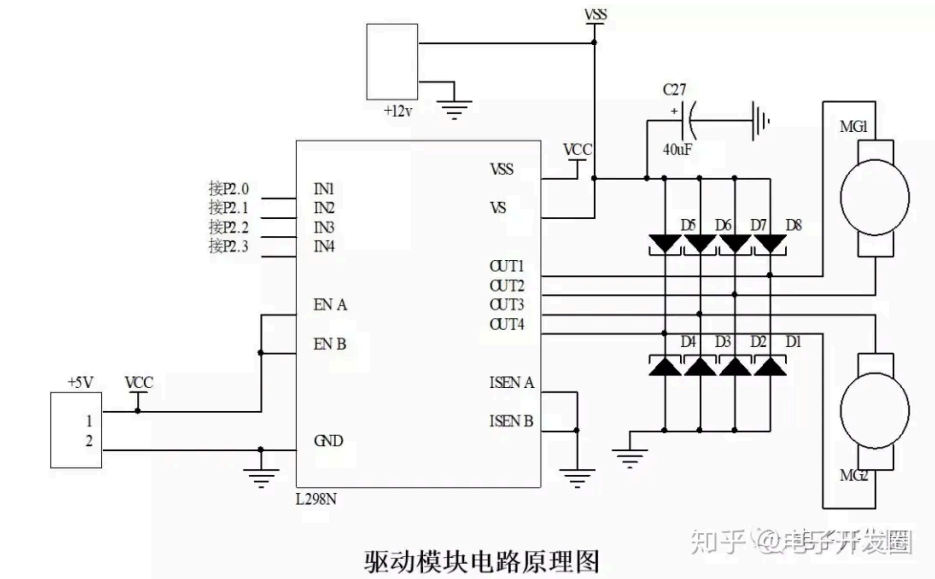 VSS
+12v
C27
+
40uF
MG1
VCC
VSS
VS
接P2.0
接P2.1
接P2.2
接P2.3
IN1
IN2
IN3
IN4
D5
D6
D7
D8
OUT1
OUT2
OUT3
OUT4
EN A
EN B
D4
D3
D2
D1
+5V
VCC
1
2
ISEN A
ISEN B
GND
MG2
L298N
驱动模块电路原理图
知乎 @电子开发圈